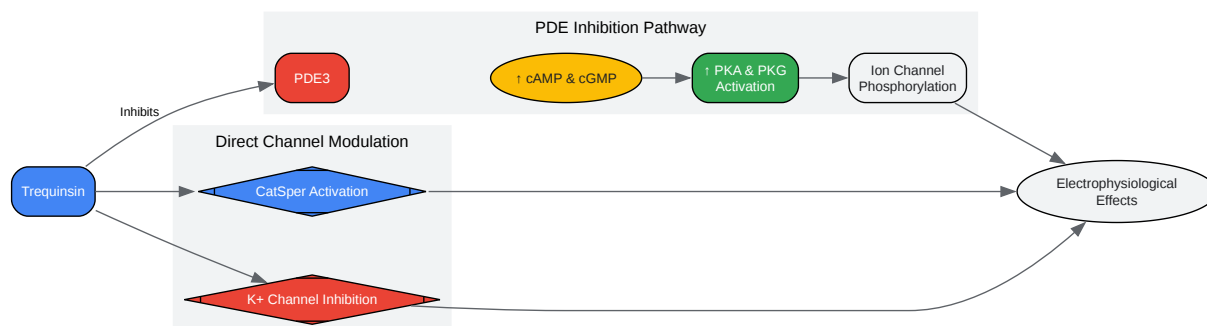 PDE Inhibition Pathway
PDE3
↑ cAMP & cGMP
↑ PKA & PKG
Activation
Ion Channel
Phosphorylation
Inhibits
Direct Channel Modulation
Trequinsin
CatSper Activation
Electrophysiological
Effects
K+ Channel Inhibition